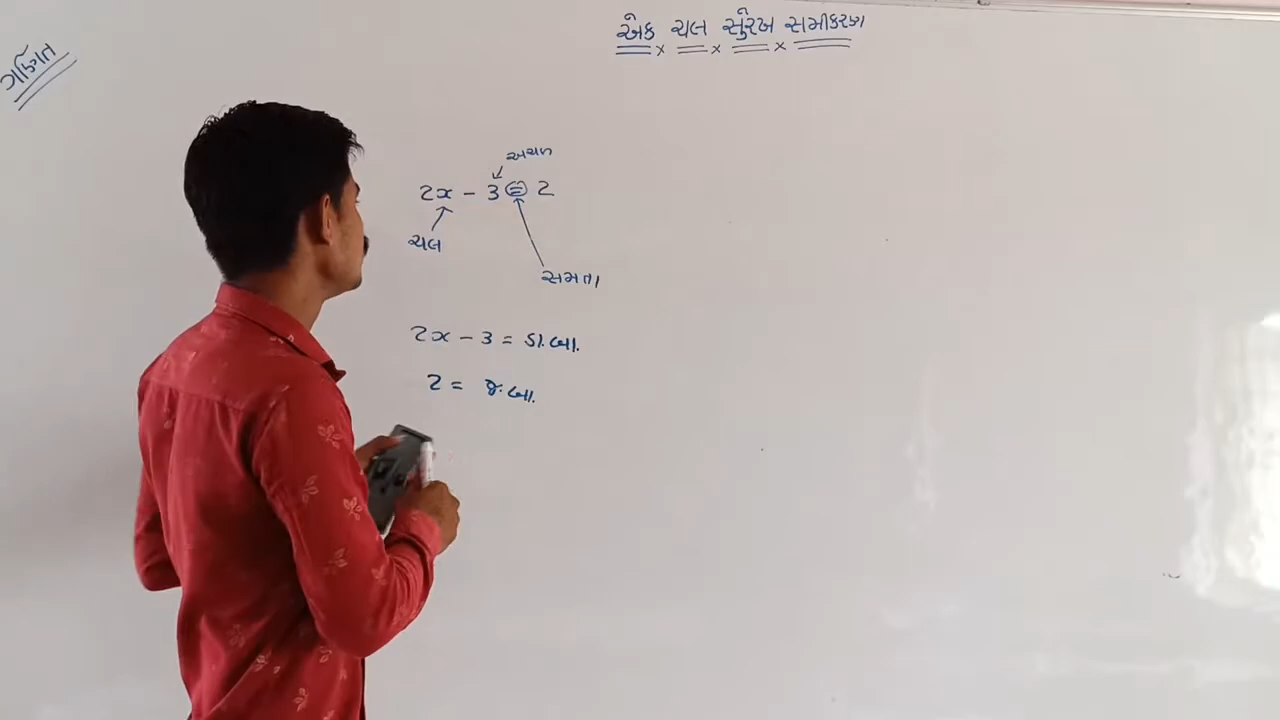 ગણિત
એક ચલ સુરેખ સમીકરણ
અચળ
2x - 3 = 2
ચલ
સમતા
2x - 3 = ડા.બા.
2 = જ.બા.